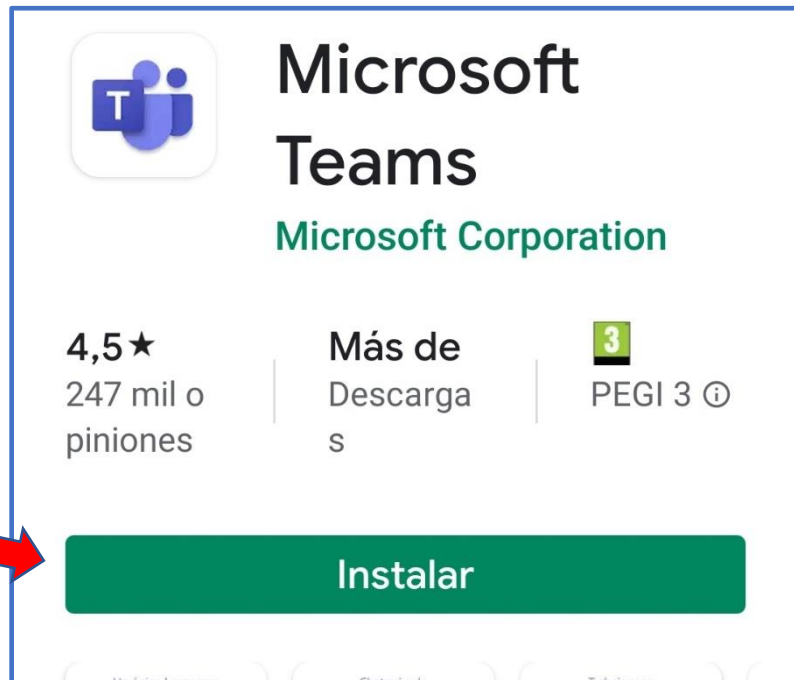 Microsoft
Teams
Microsoft Corporation
T
4,5★
247 mil o
piniones
Más de
Descarga
s
3
PEGI 3 ⓘ
Instalar